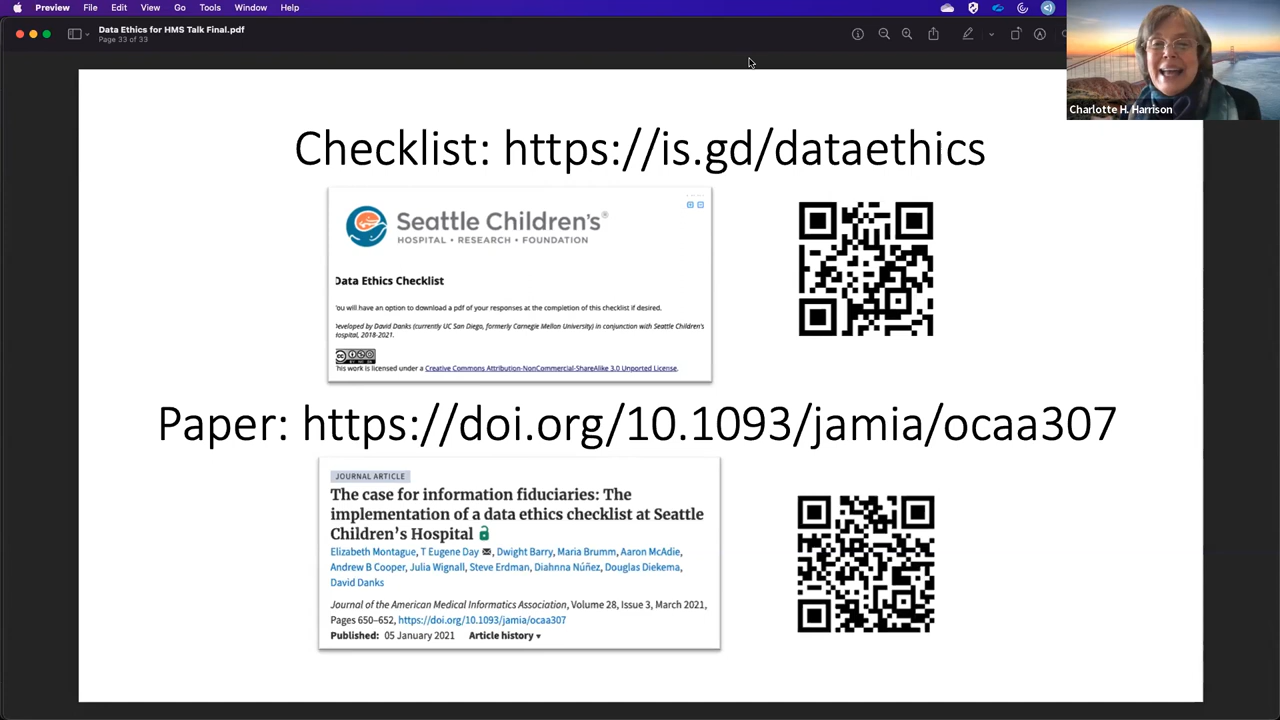 Preview File Edit View Go Tools Window Help
Data Ethics for HMS Talk Final.pdf
Page 33 of 33
Charlotte H. Harrison
Checklist: https://is.gd/dataethics
Seattle Children's®
HOSPITAL • RESEARCH • FOUNDATION
Data Ethics Checklist
You will have an option to download a pdf of your responses at the completion of this checklist if desired.
Developed by David Danks (currently UC San Diego, formerly Carnegie Mellon University) in conjunction with Seattle Children's
Hospital, 2018-2021.
This work is licensed under a Creative Commons Attribution-NonCommercial-ShareAlike 3.0 Unported License.
Paper: https://doi.org/10.1093/jamia/ocaa307
JOURNAL ARTICLE
The case for information fiduciaries: The
implementation of a data ethics checklist at Seattle
Children's Hospital
Elizabeth Montague, T Eugene Day ✉, Dwight Barry, Maria Brumm, Aaron McAdie,
Andrew B Cooper, Julia Wignall, Steve Erdman, Diahnna Núñez, Douglas Diekema,
David Danks
Journal of the American Medical Informatics Association, Volume 28, Issue 3, March 2021,
Pages 650–652, https://doi.org/10.1093/jamia/ocaa307
Published: 05 January 2021 Article history ▾